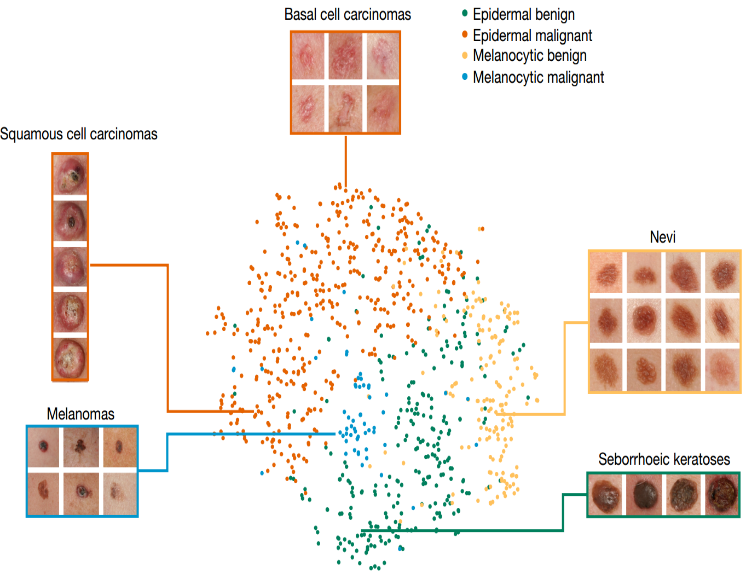 Basal cell carcinomas
Epidermal benign
Epidermal malignant
Melanocytic benign
Melanocytic malignant
Squamous cell carcinomas
Nevi
Melanomas
Seborrhoeic keratoses